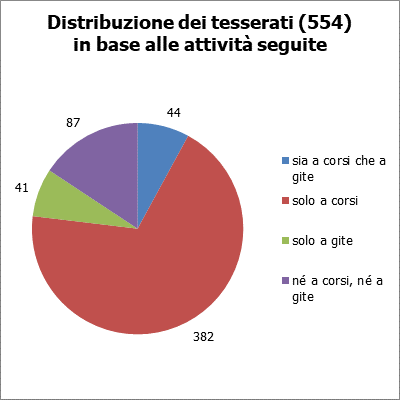 Distribuzione dei tesserati (554)
in base alle attività seguite
44
87
41
382
sia a corsi che a
gite
solo a corsi
solo a gite
né a corsi, né a
gite